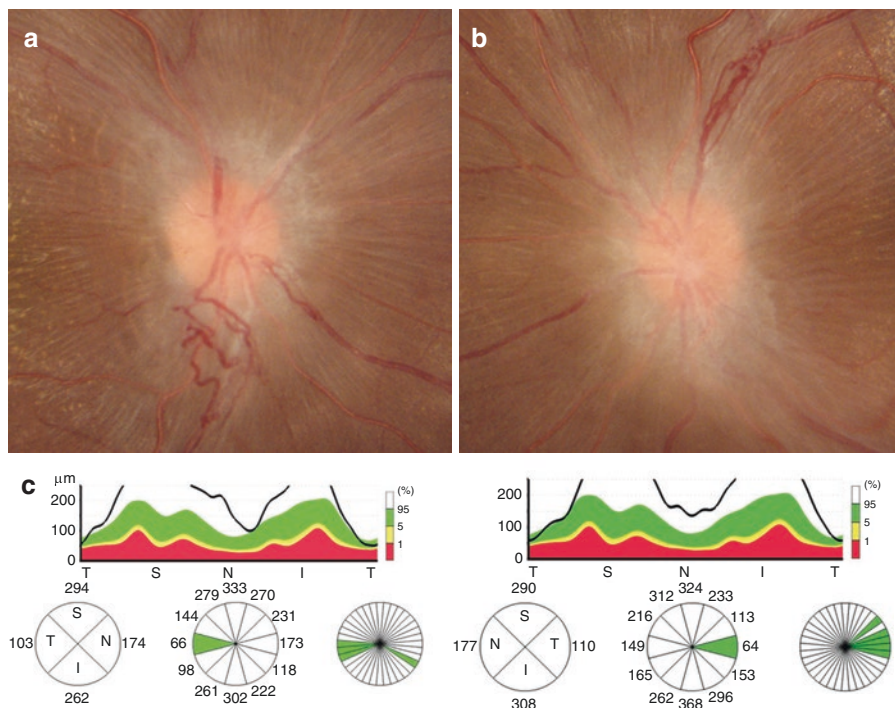 a
b
c
μm
200
100
0
(%)
95
5
1
T S N I T
200
100
0
(%)
95
5
1
T S N I T
294
S
103 T N 174
I
262
279 333 270
144 231
66 173
98 118
261 302 222
290
S
177 N T 110
I
308
312 324 233
216 113
149 64
165 153
262 368 296